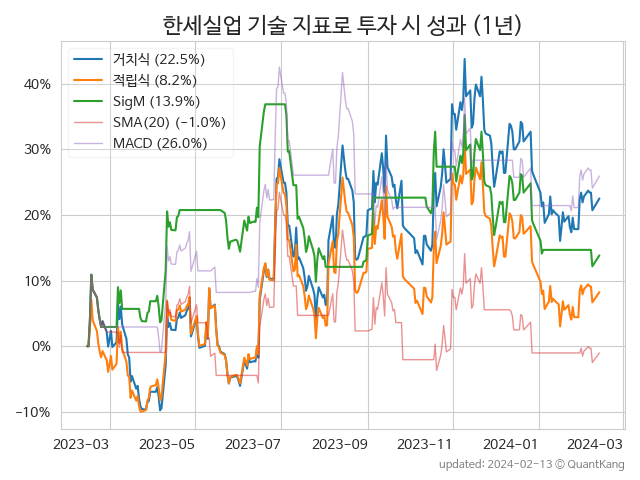 한세실업 기술 지표로 투자 시 성과 (1년)
거치식 (22.5%)
적립식 (8.2%)
SigM (13.9%)
SMA(20) (−1.0%)
MACD (26.0%)
40%
30%
20%
10%
0%
−10%
2023-03 2023-05 2023-07 2023-09 2023-11 2024-01 2024-03
updated: 2024-02-13 © QuantKang